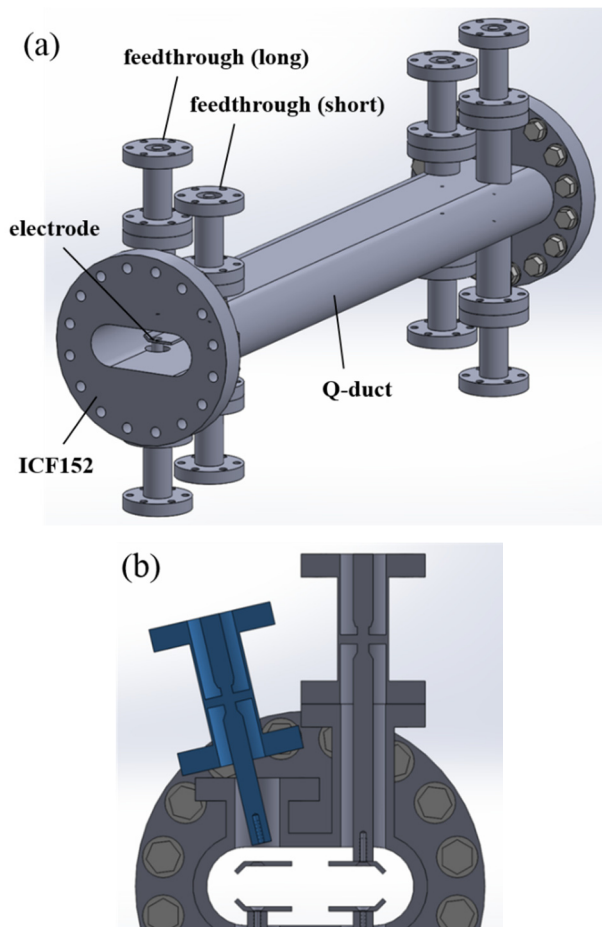 (a)
feedthrough (long)
feedthrough (short)
electrode
Q-duct
ICF152
(b)